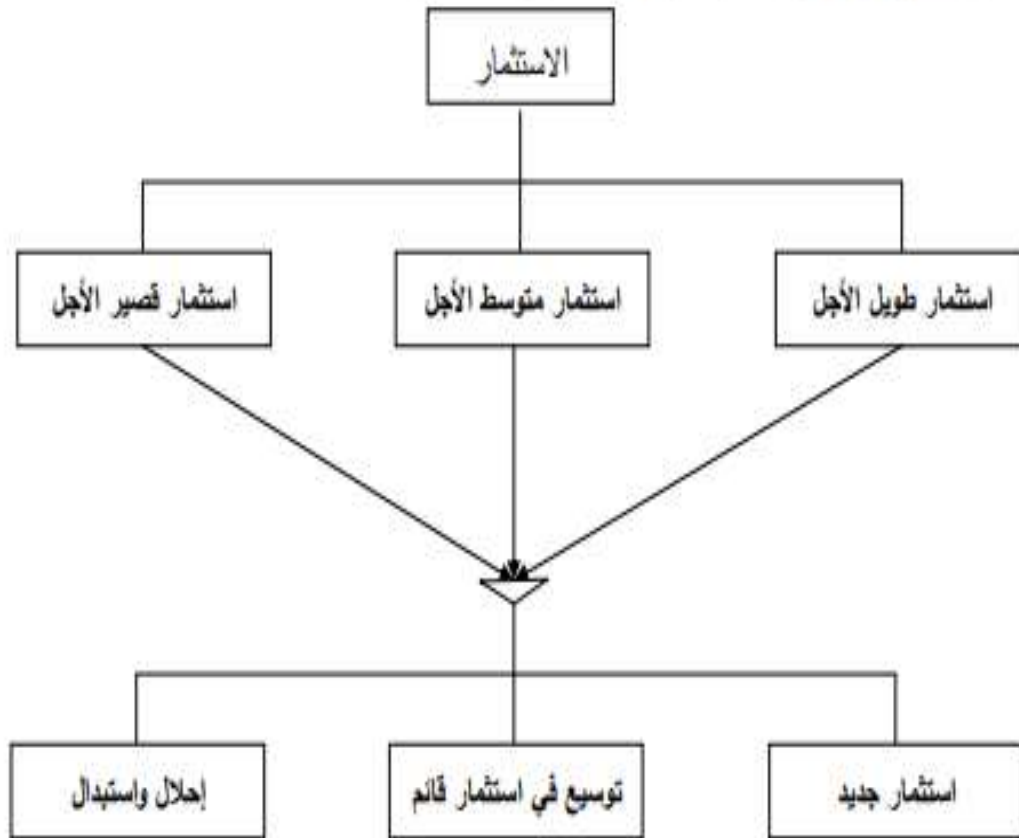 الاستثمار
استثمار طويل الأجل
استثمار متوسط الأجل
استثمار قصير الأجل
استثمار جديد
توسيع في استثمار قائم
إحلال واستبدال